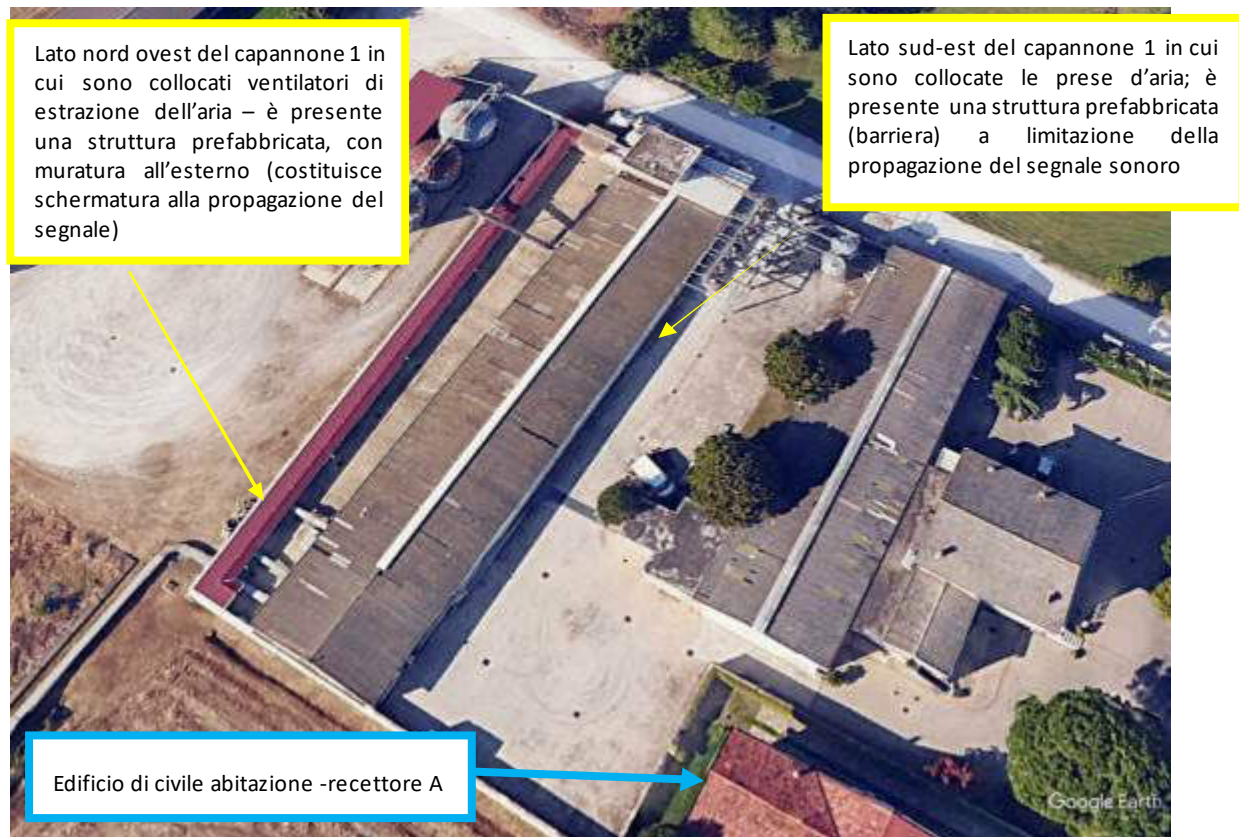 Lato nord ovest del capannone 1 in
cui sono collocati ventilatori di
estrazione dell'aria – è presente
una struttura prefabbricata, con
muratura all'esterno (costituisce
schermatura alla propagazione del
segnale)
Lato sud-est del capannone 1 in cui
sono collocate le prese d'aria; è
presente una struttura prefabbricata
(barriera) a limitazione della
propagazione del segnale sonoro
Edificio di civile abitazione -recettore A
Google Earth